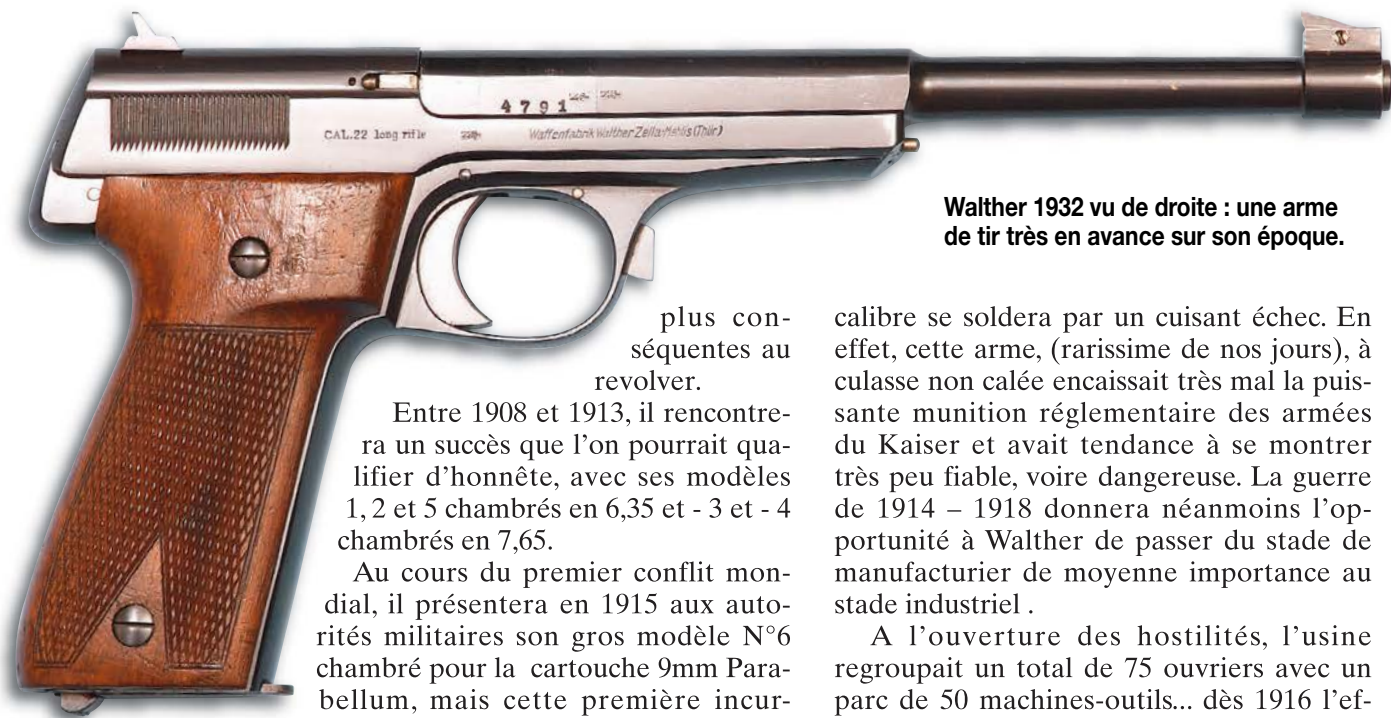 4791
CAL.22 long rifle
Waffenfabrik Walther Zella-Mehlis (Thür)
Walther 1932 vu de droite : une arme
de tir très en avance sur son époque.
plus con-
séquentes au
revolver.
Entre 1908 et 1913, il rencontre-
ra un succès que l’on pourrait qua-
lifier d’honnête, avec ses modèles
1, 2 et 5 chambrés en 6,35 et - 3 et - 4
chambrés en 7,65.
Au cours du premier conflit mon-
dial, il présentera en 1915 aux auto-
rités militaires son gros modèle N°6
chambré pour la cartouche 9mm Para-
bellum, mais cette première incur-
calibre se soldera par un cuisant échec. En
effet, cette arme, (rarissime de nos jours), à
culasse non calée encaissait très mal la puis-
sante munition réglementaire des armées
du Kaiser et avait tendance à se montrer
très peu fiable, voire dangereuse. La guerre
de 1914 – 1918 donnera néanmoins l’op-
portunité à Walther de passer du stade de
manufacturier de moyenne importance au
stade industriel .
A l’ouverture des hostilités, l’usine
regroupait un total de 75 ouvriers avec un
parc de 50 machines-outils... dès 1916 l’ef-